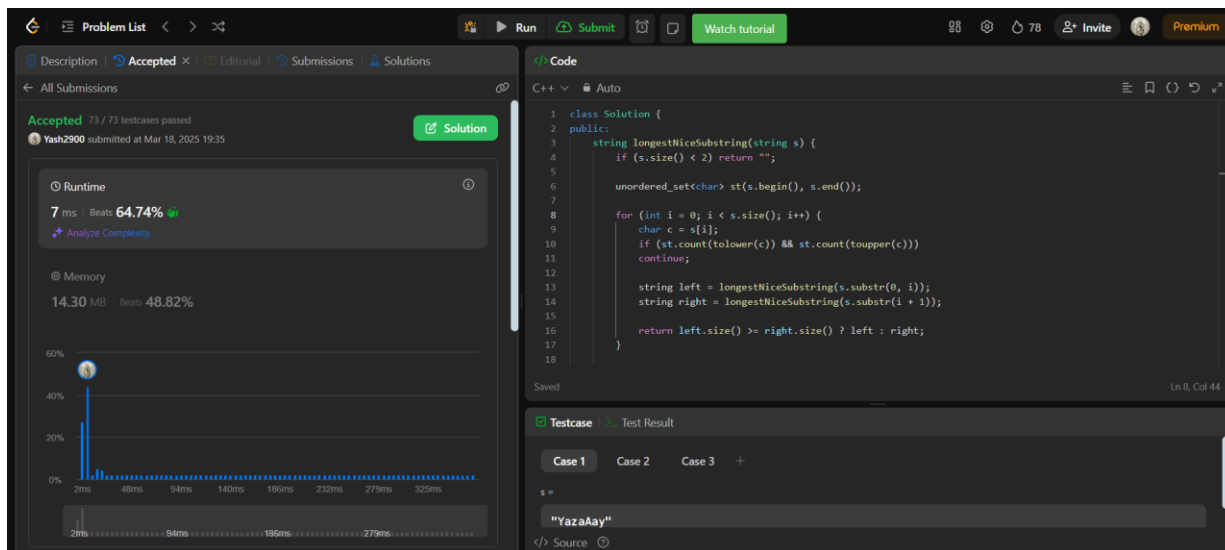 Problem List
Run
Submit
Watch tutorial
78
Invite
Premium
Description
Accepted
Editorial
Submissions
Solutions
All Submissions
Accepted 73 / 73 testcases passed
Yash2900 submitted at Mar 18, 2025 19:35
Solution
Runtime
7 ms Beats 64.74%
Analyze Complexity
Memory
14.30 MB Beats 48.82%
60%
40%
20%
0%
2ms 48ms 94ms 140ms 186ms 232ms 279ms 325ms
2ms 94ms 186ms 279ms
</> Code
C++ Auto
1 class Solution {
2 public:
3 string longestNiceSubstring(string s) {
4 if (s.size() < 2) return "";
5
6 unordered_set<char> st(s.begin(), s.end());
7
8 for (int i = 0; i < s.size(); i++) {
9 char c = s[i];
10 if (st.count(tolower(c)) && st.count(toupper(c)))
11 continue;
12
13 string left = longestNiceSubstring(s.substr(0, i));
14 string right = longestNiceSubstring(s.substr(i + 1));
15
16 return left.size() >= right.size() ? left : right;
17 }
18
Saved
Ln 8, Col 44
Testcase
>_ Test Result
Case 1 Case 2 Case 3 +
s =
"YazaAay"
</> Source